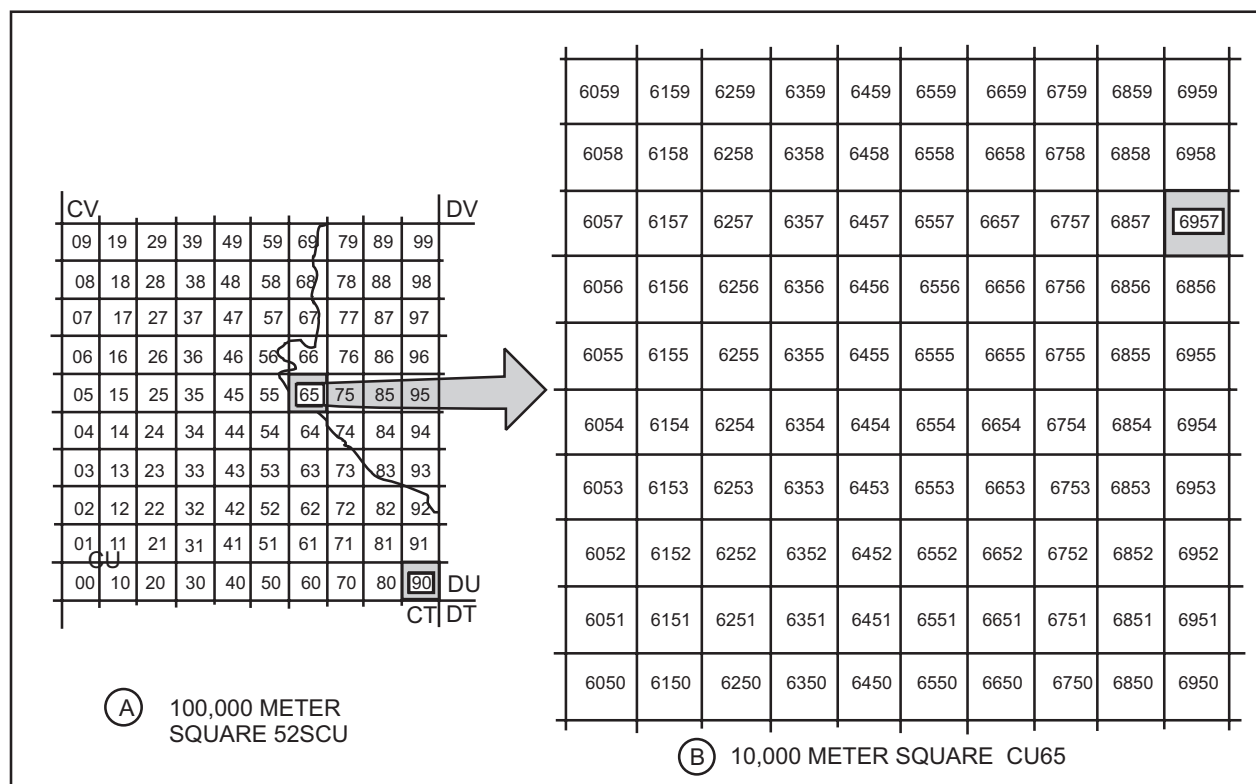 CV DV
09 19 29 39 49 59 69 79 89 99
08 18 28 38 48 58 68 78 88 98
07 17 27 37 47 57 67 77 87 97
06 16 26 36 46 56 66 76 86 96
05 15 25 35 45 55 65 75 85 95
04 14 24 34 44 54 64 74 84 94
03 13 23 33 43 53 63 73 83 93
02 12 22 32 42 52 62 72 82 92
01 11 21 31 41 51 61 71 81 91
CU
00 10 20 30 40 50 60 70 80 90 DU
CT DT
A 100,000 METER
SQUARE 52SCU
6059 6159 6259 6359 6459 6559 6659 6759 6859 6959
6058 6158 6258 6358 6458 6558 6658 6758 6858 6958
6057 6157 6257 6357 6457 6557 6657 6757 6857 6957
6056 6156 6256 6356 6456 6556 6656 6756 6856 6856
6055 6155 6255 6355 6455 6555 6655 6755 6855 6955
6054 6154 6254 6354 6454 6554 6654 6754 6854 6954
6053 6153 6253 6353 6453 6553 6653 6753 6853 6953
6052 6152 6252 6352 6452 6552 6652 6752 6852 6952
6051 6151 6251 6351 6451 6551 6651 6751 6851 6951
6050 6150 6250 6350 6450 6550 6650 6750 6850 6950
B 10,000 METER SQUARE CU65